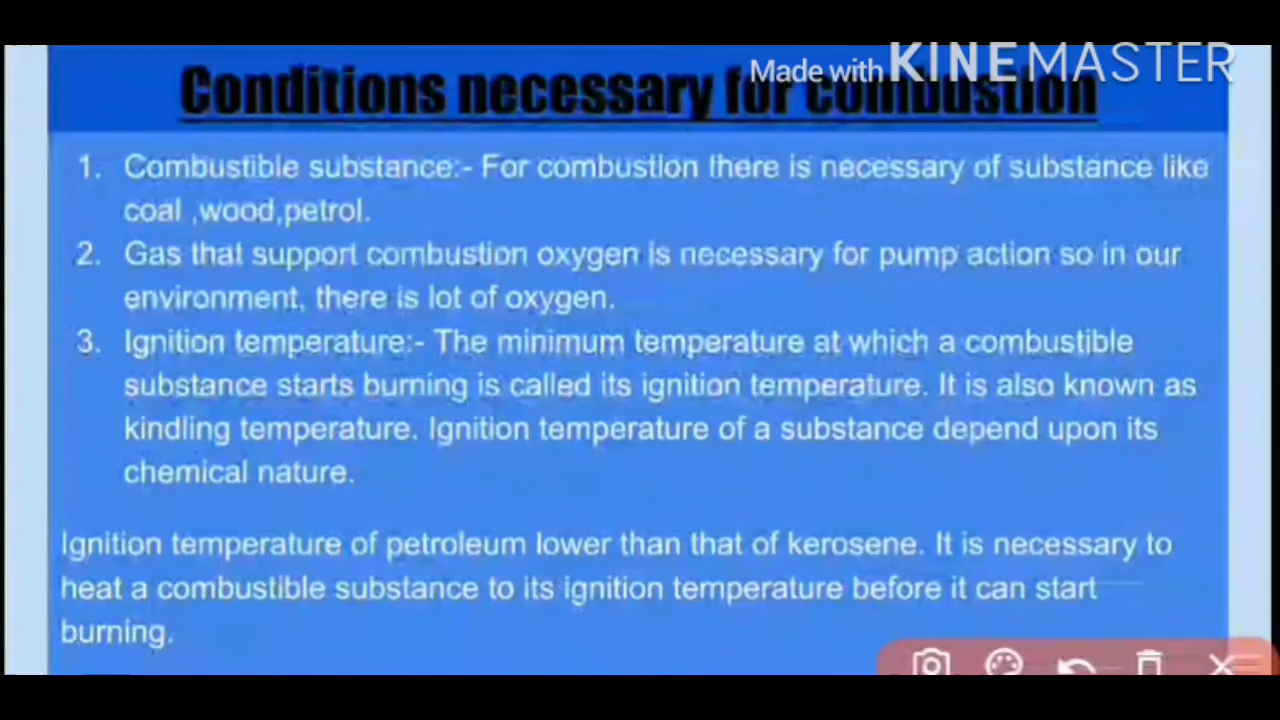 Made with KINEMASTER
Conditions necessary for combustion
1. Combustible substance:- For combustion there is necessary of substance like
coal ,wood,petrol.
2. Gas that support combustion oxygen is necessary for pump action so in our
environment, there is lot of oxygen.
3. Ignition temperature:- The minimum temperature at which a combustible
substance starts burning is called its ignition temperature. It is also known as
kindling temperature. Ignition temperature of a substance depend upon its
chemical nature.
Ignition temperature of petroleum lower than that of kerosene. It is necessary to
heat a combustible substance to its ignition temperature before it can start
burning.